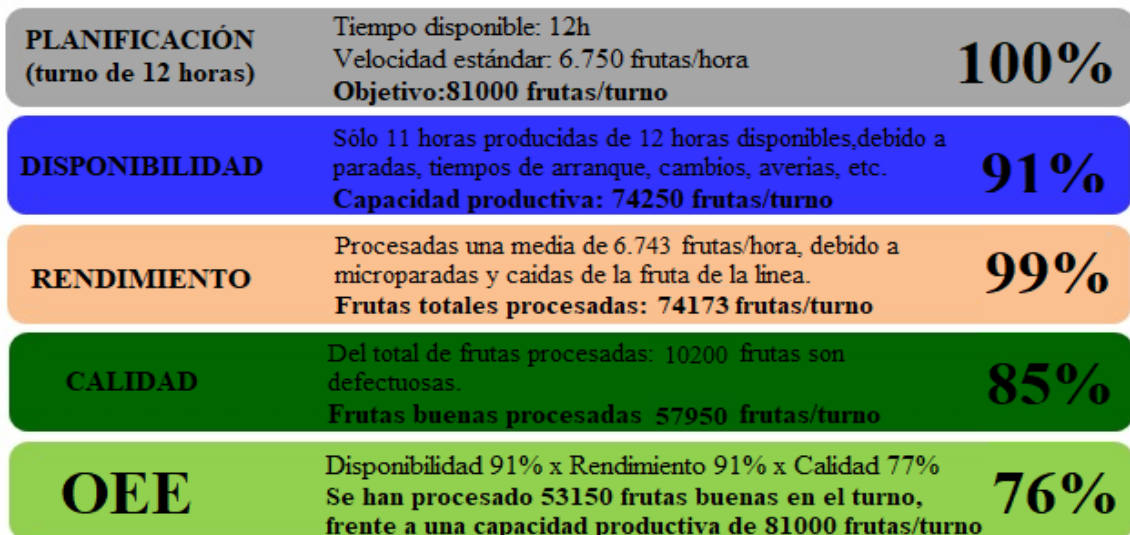 PLANIFICACIÓN
(turno de 12 horas)
Tiempo disponible: 12h
Velocidad estándar: 6.750 frutas/hora
Objetivo:81000 frutas/turno
100%
DISPONIBILIDAD
Sólo 11 horas producidas de 12 horas disponibles,debido a
paradas, tiempos de arranque, cambios, averias, etc.
Capacidad productiva: 74250 frutas/turno
91%
RENDIMIENTO
Procesadas una media de 6.743 frutas/hora, debido a
microparadas y caidas de la fruta de la linea.
Frutas totales procesadas: 74173 frutas/turno
99%
CALIDAD
Del total de frutas procesadas: 10200 frutas son
defectuosas.
Frutas buenas procesadas 57950 frutas/turno
85%
OEE
Disponibilidad 91% x Rendimiento 91% x Calidad 77%
Se han procesado 53150 frutas buenas en el turno,
frente a una capacidad productiva de 81000 frutas/turno
76%